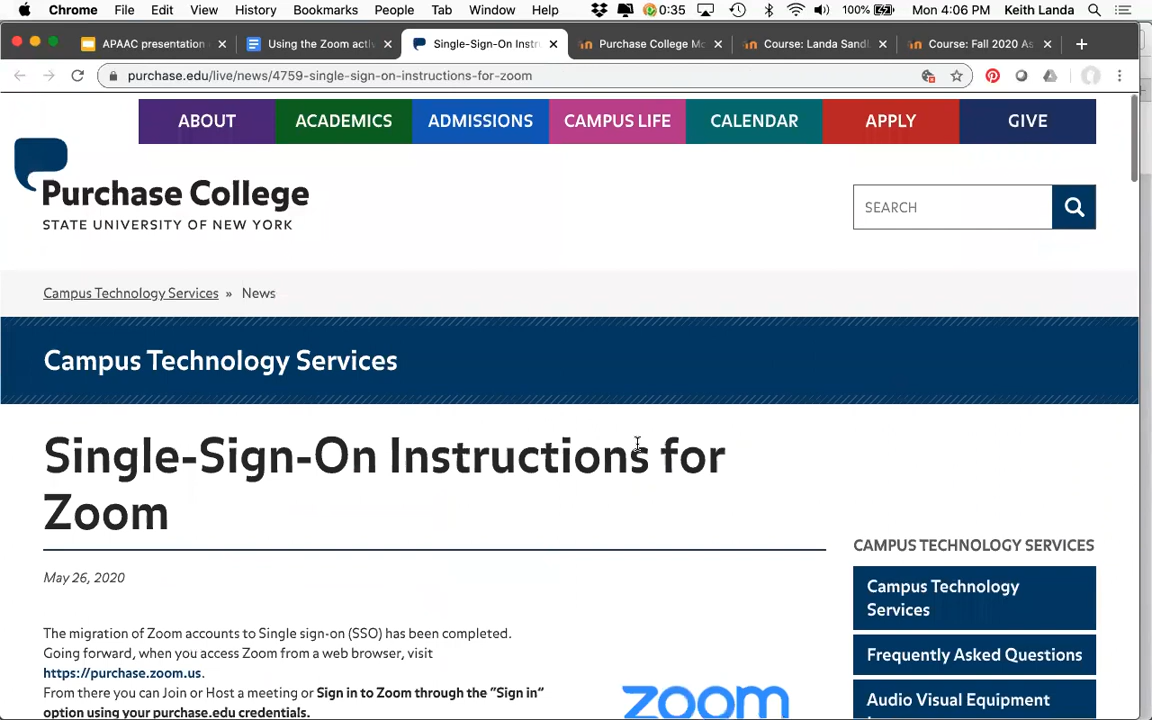 Chrome File Edit View History Bookmarks People Tab Window Help 0:35 100% Mon 4:06 PM Keith Landa
APAAC presentation Using the Zoom acti Single-Sign-On Instr Purchase College Mo Course: Landa Sandl Course: Fall 2020 As
purchase.edu/live/news/4759-single-sign-on-instructions-for-zoom
ABOUT ACADEMICS ADMISSIONS CAMPUS LIFE CALENDAR APPLY GIVE
Purchase College
STATE UNIVERSITY OF NEW YORK
SEARCH
Campus Technology Services » News
Campus Technology Services
Single-Sign-On Instructions for
Zoom
May 26, 2020
The migration of Zoom accounts to Single sign-on (SSO) has been completed.
Going forward, when you access Zoom from a web browser, visit
https://purchase.zoom.us.
From there you can Join or Host a meeting or Sign in to Zoom through the "Sign in"
option using your purchase.edu credentials.
zoom
CAMPUS TECHNOLOGY SERVICES
Campus Technology
Services
Frequently Asked Questions
Audio Visual Equipment